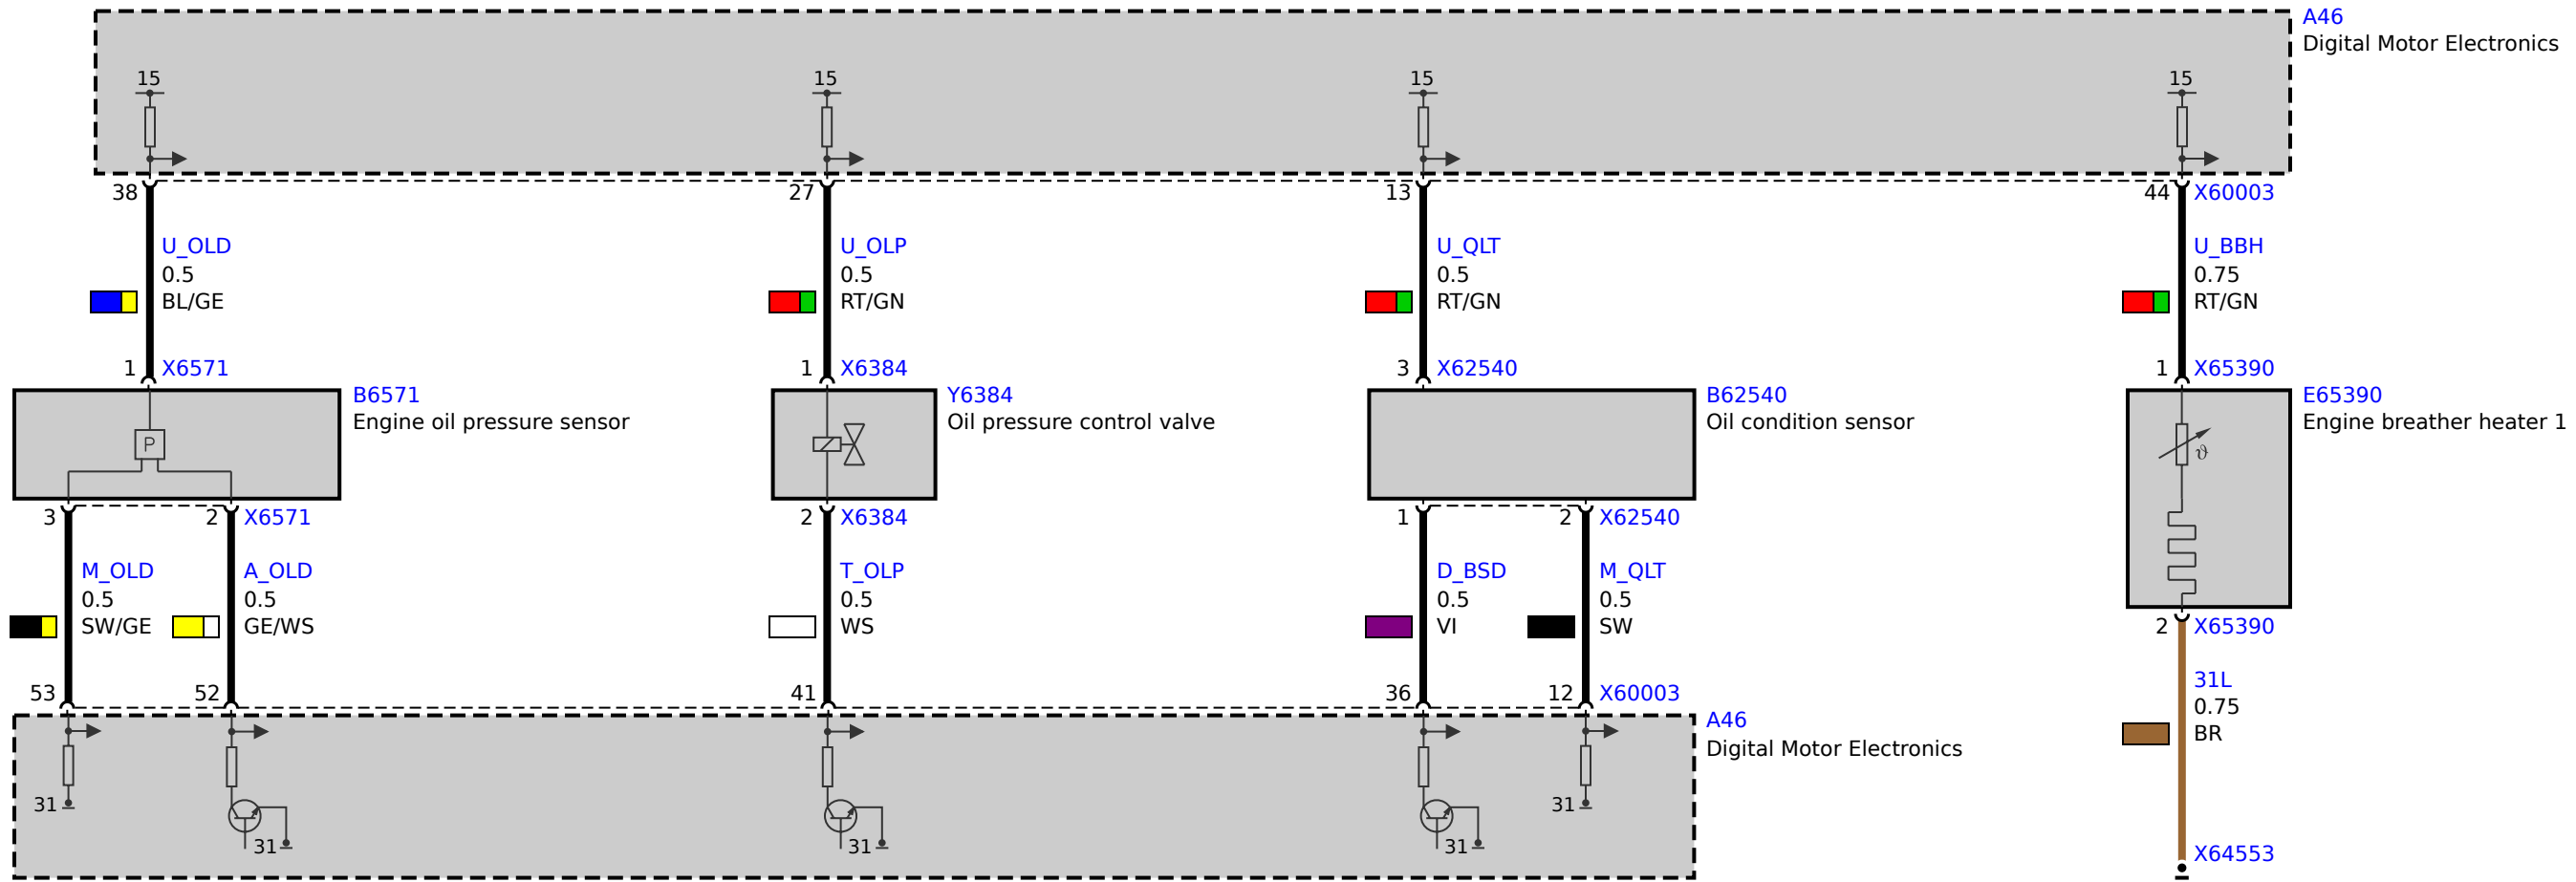 A46
Digital Motor Electronics
15
15
15
15
38
27
13
44
X60003
U_OLD
0.5
BL/GE
U_OLP
0.5
RT/GN
U_QLT
0.5
RT/GN
U_BBH
0.75
RT/GN
1
X6571
1
X6384
3
X62540
1
X65390
B6571
Engine oil pressure sensor
P
Y6384
Oil pressure control valve
B62540
Oil condition sensor
E65390
Engine breather heater 1
ϑ
3
2
X6571
2
X6384
1
2
X62540
2
X65390
M_OLD
0.5
SW/GE
A_OLD
0.5
GE/WS
T_OLP
0.5
WS
D_BSD
0.5
VI
M_QLT
0.5
SW
31L
0.75
BR
53
52
41
36
12
X60003
A46
Digital Motor Electronics
31
31
31
31
31
X64553